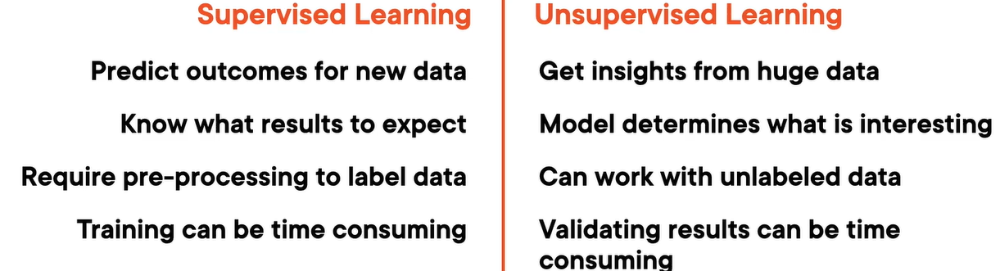 Supervised Learning
Predict outcomes for new data
Know what results to expect
Require pre-processing to label data
Training can be time consuming
Unsupervised Learning
Get insights from huge data
Model determines what is interesting
Can work with unlabeled data
Validating results can be time
consuming